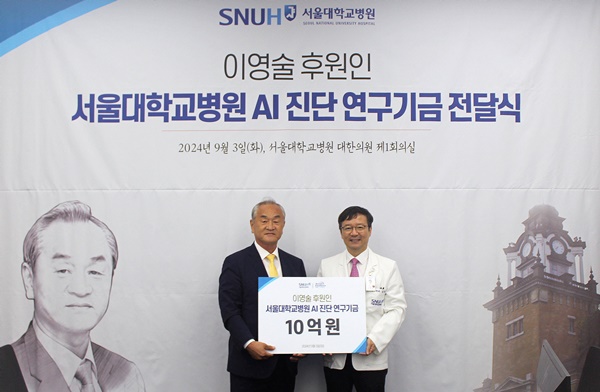 SNUH 서울대학교병원
SEOUL NATIONAL UNIVERSITY HOSPITAL
이영술 후원인
서울대학교병원 AI 진단 연구기금 전달식
2024년 9월 3일(화), 서울대학교병원 대한의원 제1회의실
이영술 후원인
서울대학교병원 AI 진단 연구기금
10억원